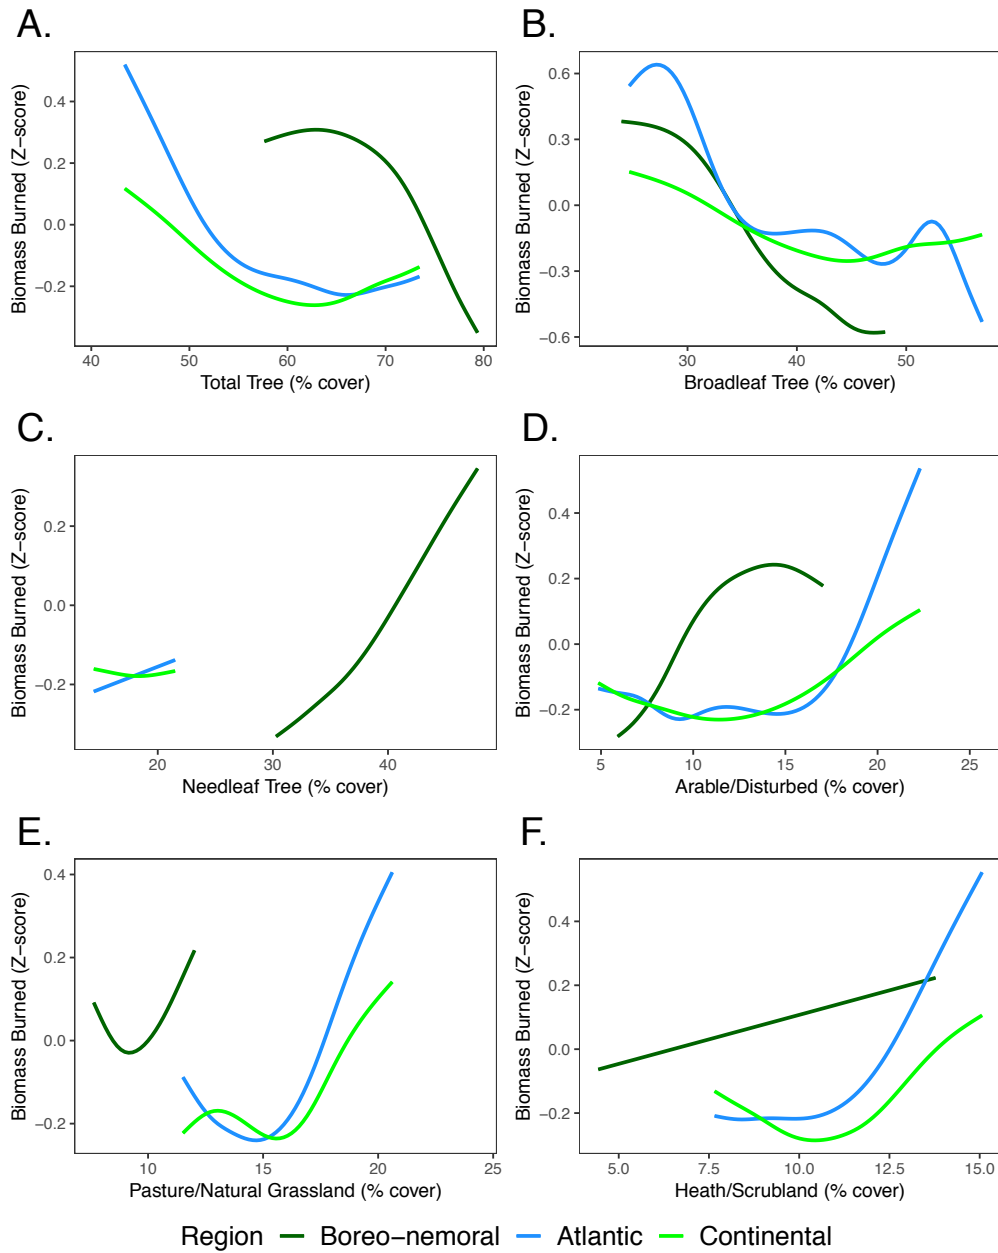 A.
Biomass Burned (Z−score)
0.4
0.2
0.0
−0.2
40 50 60 70 80
Total Tree (% cover)
B.
Biomass Burned (Z−score)
0.6
0.3
0.0
−0.3
−0.6
30 40 50
Broadleaf Tree (% cover)
C.
Biomass Burned (Z−score)
0.2
0.0
−0.2
20 30 40
Needleaf Tree (% cover)
D.
Biomass Burned (Z−score)
0.4
0.2
0.0
−0.2
5 10 15 20 25
Arable/Disturbed (% cover)
E.
Biomass Burned (Z−score)
0.4
0.2
0.0
−0.2
10 15 20 25
Pasture/Natural Grassland (% cover)
F.
Biomass Burned (Z−score)
0.4
0.2
0.0
−0.2
5.0 7.5 10.0 12.5 15.0
Heath/Scrubland (% cover)
Region Boreo−nemoral Atlantic Continental